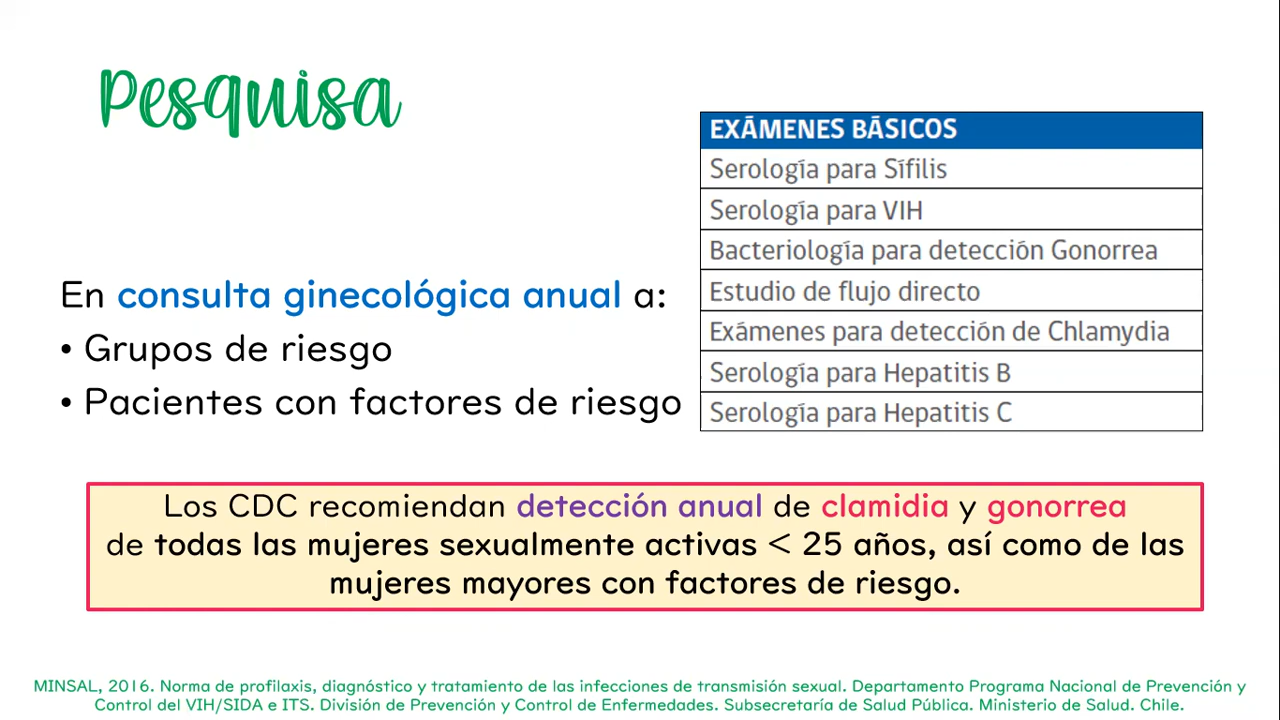 Pesquisa
En consulta ginecológica anual a:
• Grupos de riesgo
• Pacientes con factores de riesgo
EXÁMENES BÁSICOS
Serología para Sífilis
Serología para VIH
Bacteriología para detección Gonorrea
Estudio de flujo directo
Exámenes para detección de Chlamydia
Serología para Hepatitis B
Serología para Hepatitis C
Los CDC recomiendan detección anual de clamidia y gonorrea
de todas las mujeres sexualmente activas < 25 años, así como de las
mujeres mayores con factores de riesgo.
MINSAL, 2016. Norma de profilaxis, diagnóstico y tratamiento de las infecciones de transmisión sexual. Departamento Programa Nacional de Prevención y
Control del VIH/SIDA e ITS. División de Prevención y Control de Enfermedades. Subsecretaría de Salud Pública. Ministerio de Salud. Chile.